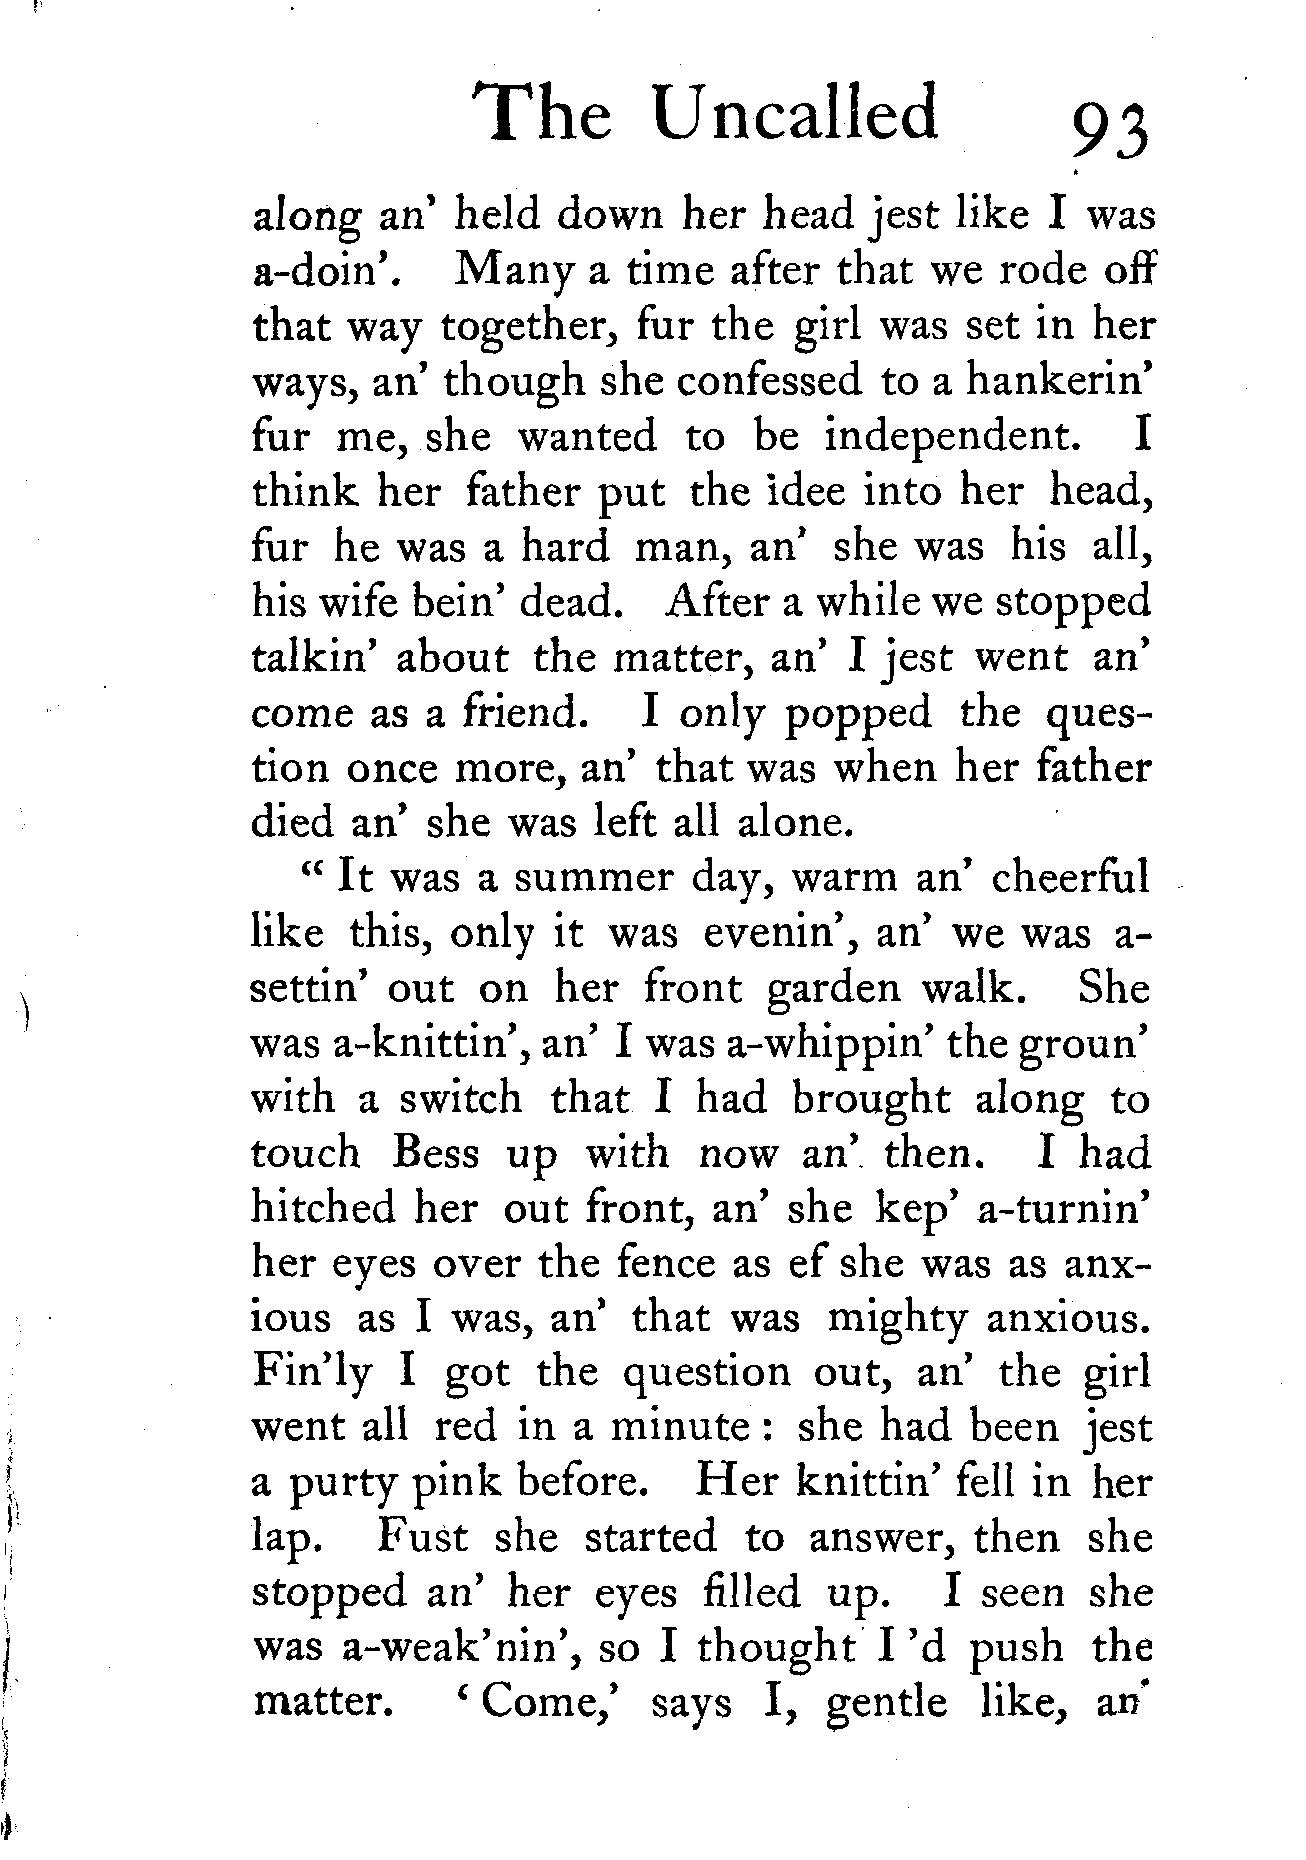 The Uncalled 93
along an' held down her head jest like I was
a-doin'. Many a time after that we rode off
that way together, fur the girl was set in her
ways, an' though she confessed to a hankerin'
fur me, she wanted to be independent. I
think her father put the idee into her head,
fur he was a hard man, an' she was his all,
his wife bein' dead. After a while we stopped
talkin' about the matter, an' I jest went an'
come as a friend. I only popped the ques-
tion once more, an' that was when her father
died an' she was left all alone.
“ It was a summer day, warm an' cheerful
like this, only it was evenin', an' we was a-
settin' out on her front garden walk. She
was a-knittin', an' I was a-whippin' the groun'
with a switch that I had brought along to
touch Bess up with now an' then. I had
hitched her out front, an' she kep' a-turnin'
her eyes over the fence as ef she was as anx-
ious as I was, an' that was mighty anxious.
Fin'ly I got the question out, an' the girl
went all red in a minute : she had been jest
a purty pink before. Her knittin' fell in her
lap. Fust she started to answer, then she
stopped an' her eyes filled up. I seen she
was a-weak'nin', so I thought I 'd push the
matter. ‘ Come,’ says I, gentle like, an'